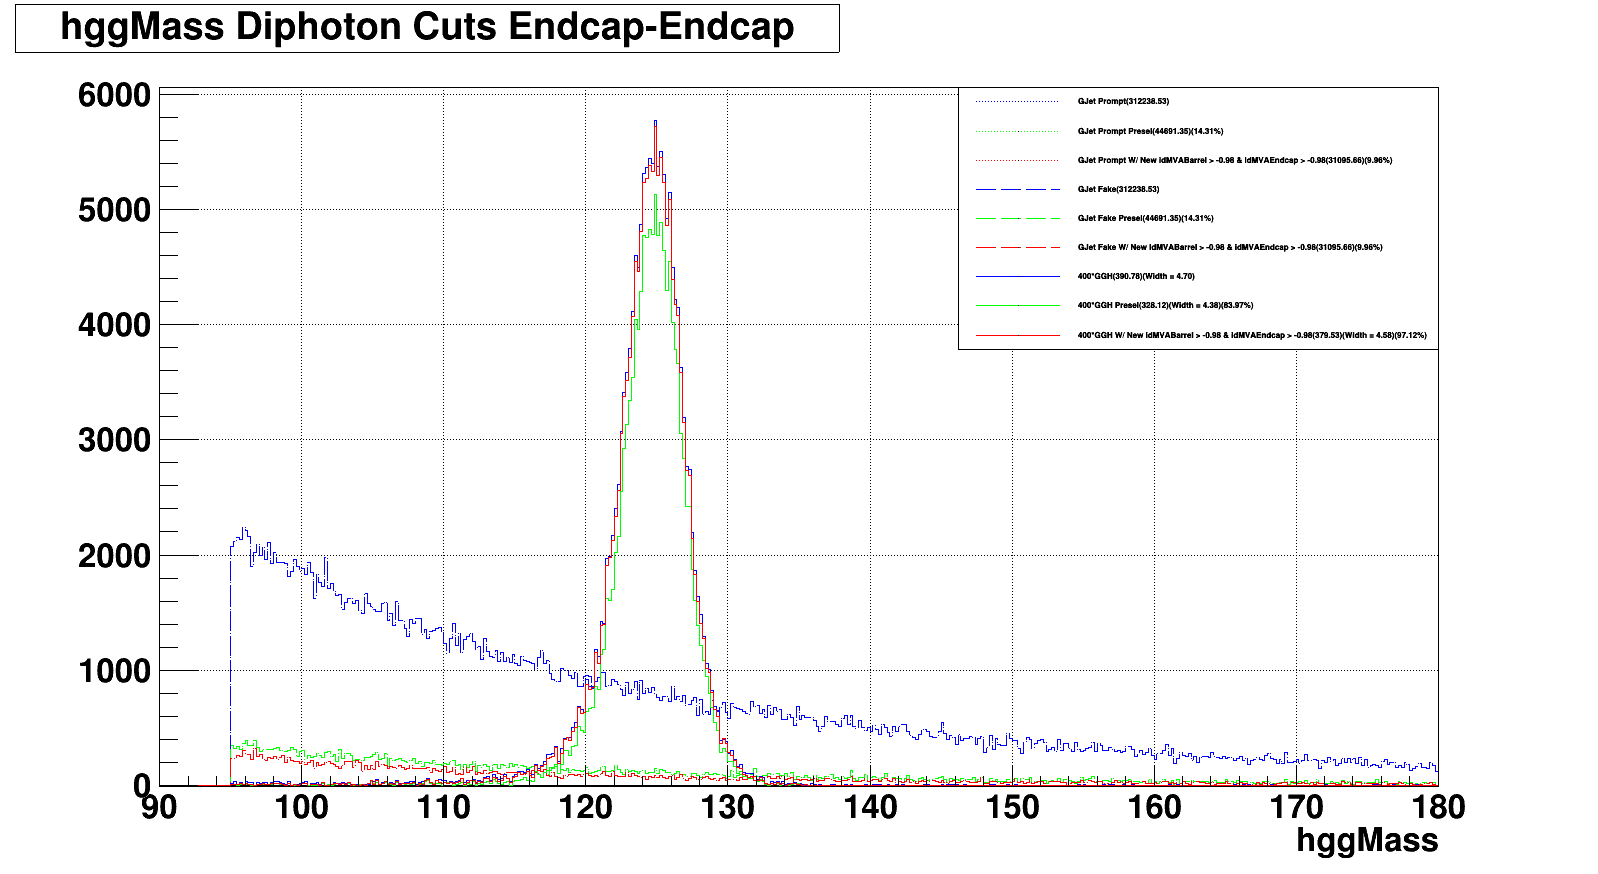 hggMass Diphoton Cuts Endcap-Endcap
6000
5000
4000
3000
2000
1000
0
90 100 110 120 130 140 150 160 170 180
hggMass
GJet Prompt(312238.53)
GJet Prompt Presel(44691.35)(14.31%)
GJet Prompt W/ New idMVABarrel > -0.98 & idMVAEndcap > -0.98(31095.66)(9.96%)
GJet Fake(312238.53)
GJet Fake Presel(44691.35)(14.31%)
GJet Fake W/ New idMVABarrel > -0.98 & idMVAEndcap > -0.98(31095.66)(9.96%)
400*GGH(390.78)(Width = 4.70)
400*GGH Presel(328.12)(Width = 4.38)(83.97%)
400*GGH W/ New idMVABarrel > -0.98 & idMVAEndcap > -0.98(379.53)(Width = 4.58)(97.12%)